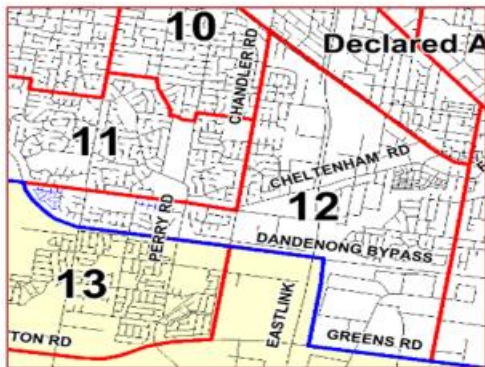 10
Declared A
CHANDLER RD
11
CHELTENHAM RD
PERRY RD
12
DANDENONG BYPASS
13
EASTLINK
TON RD
GREENS RD